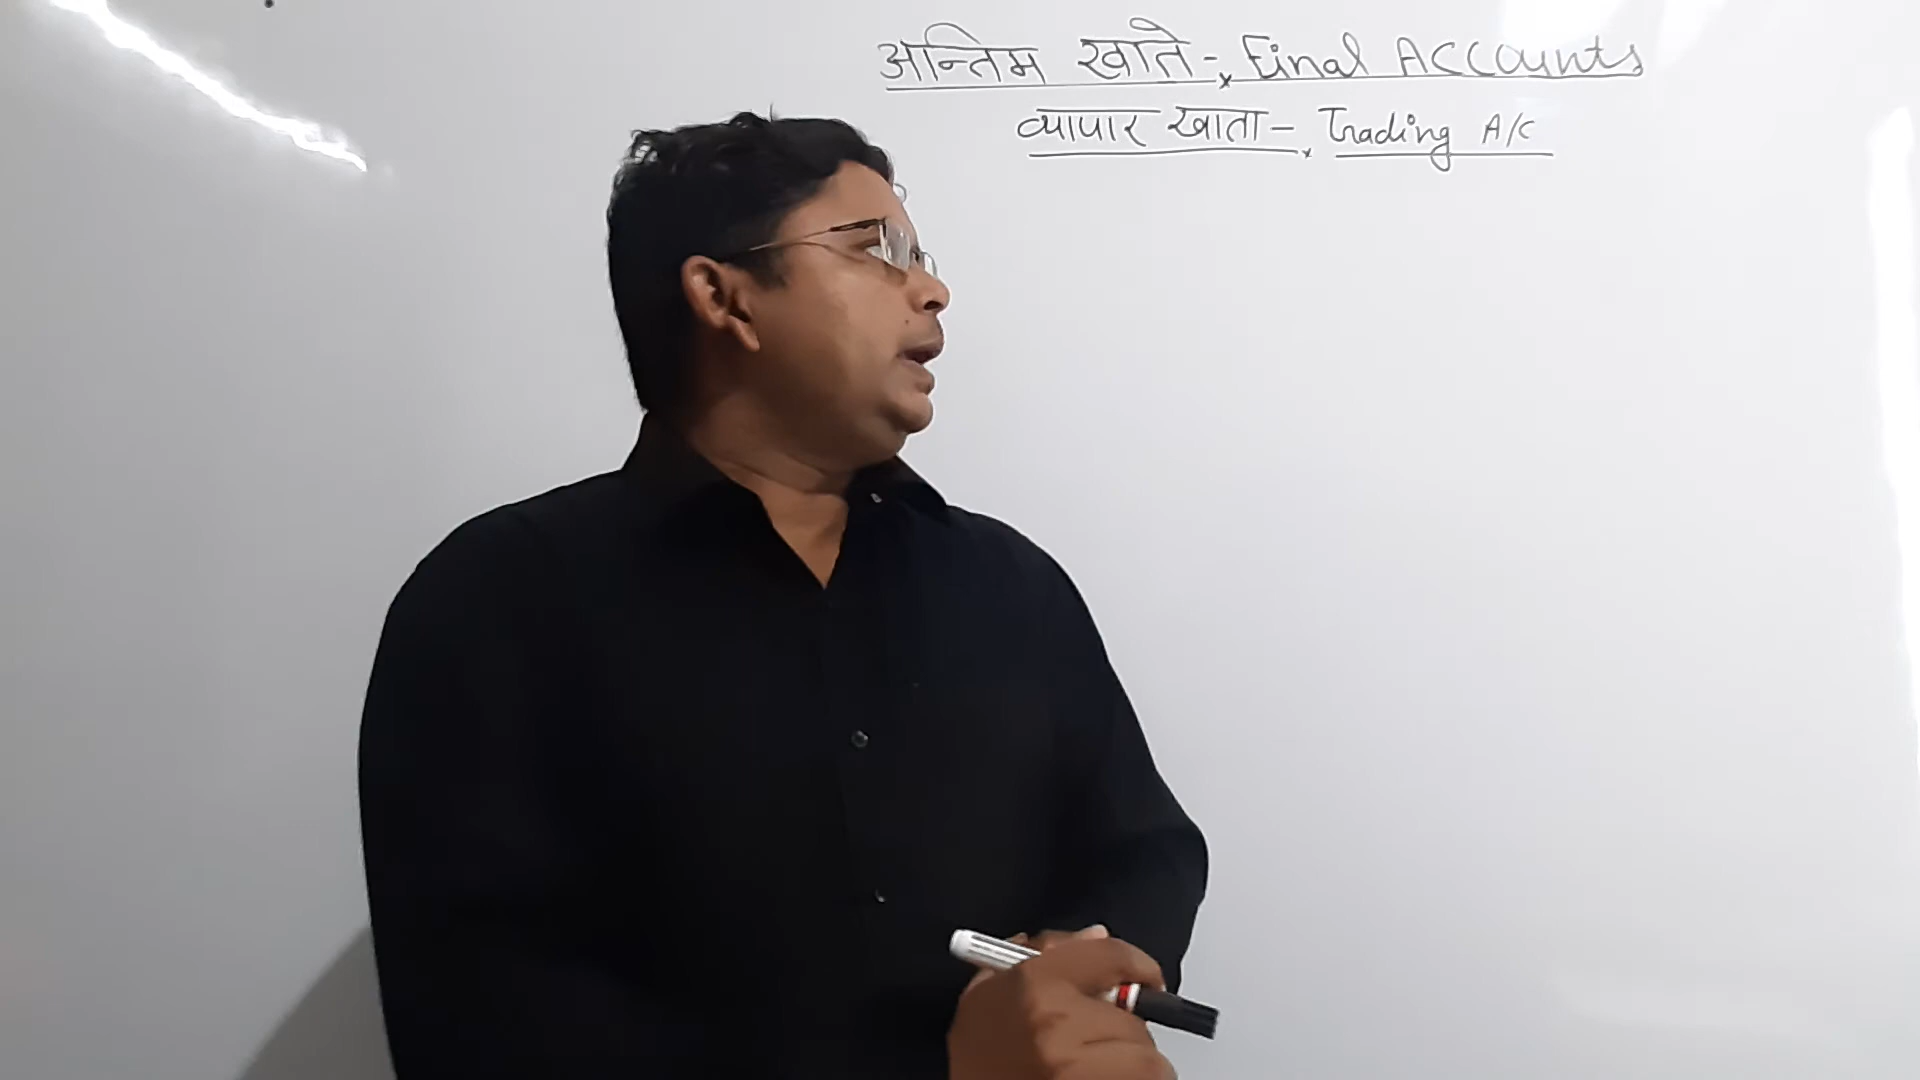 अन्तिम खाते-, Final Accounts
व्यापार खाता-, Trading A/C